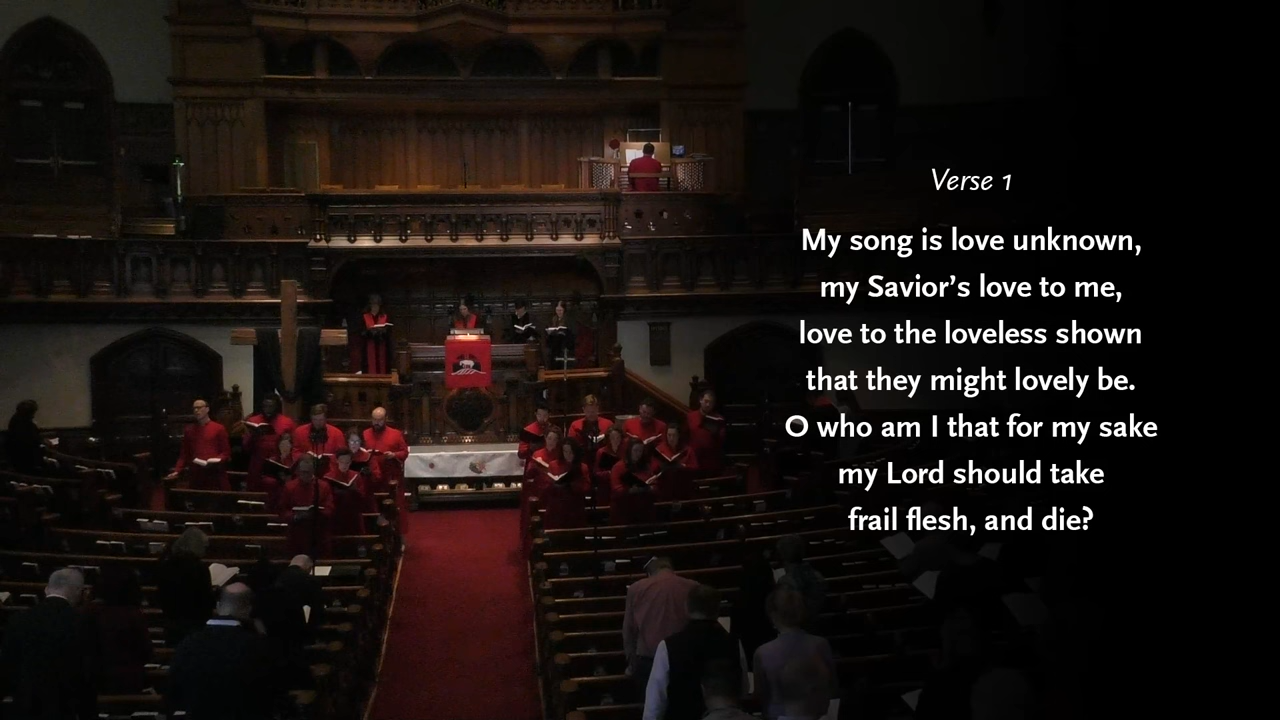 Verse 1
My song is love unknown,
my Savior’s love to me,
love to the loveless shown
that they might lovely be.
O who am I that for my sake
my Lord should take
frail flesh, and die?